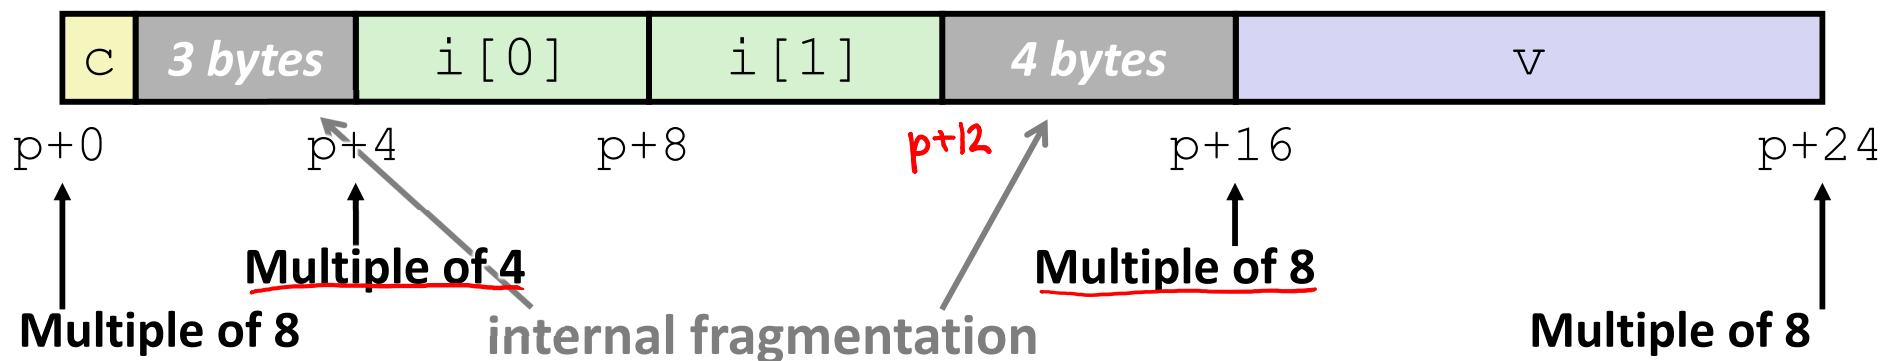 c 3 bytes i[0] i[1] 4 bytes v
p+0 p+4 p+8 p+12 p+16 p+24
Multiple of 4 Multiple of 8
Multiple of 8 internal fragmentation Multiple of 8